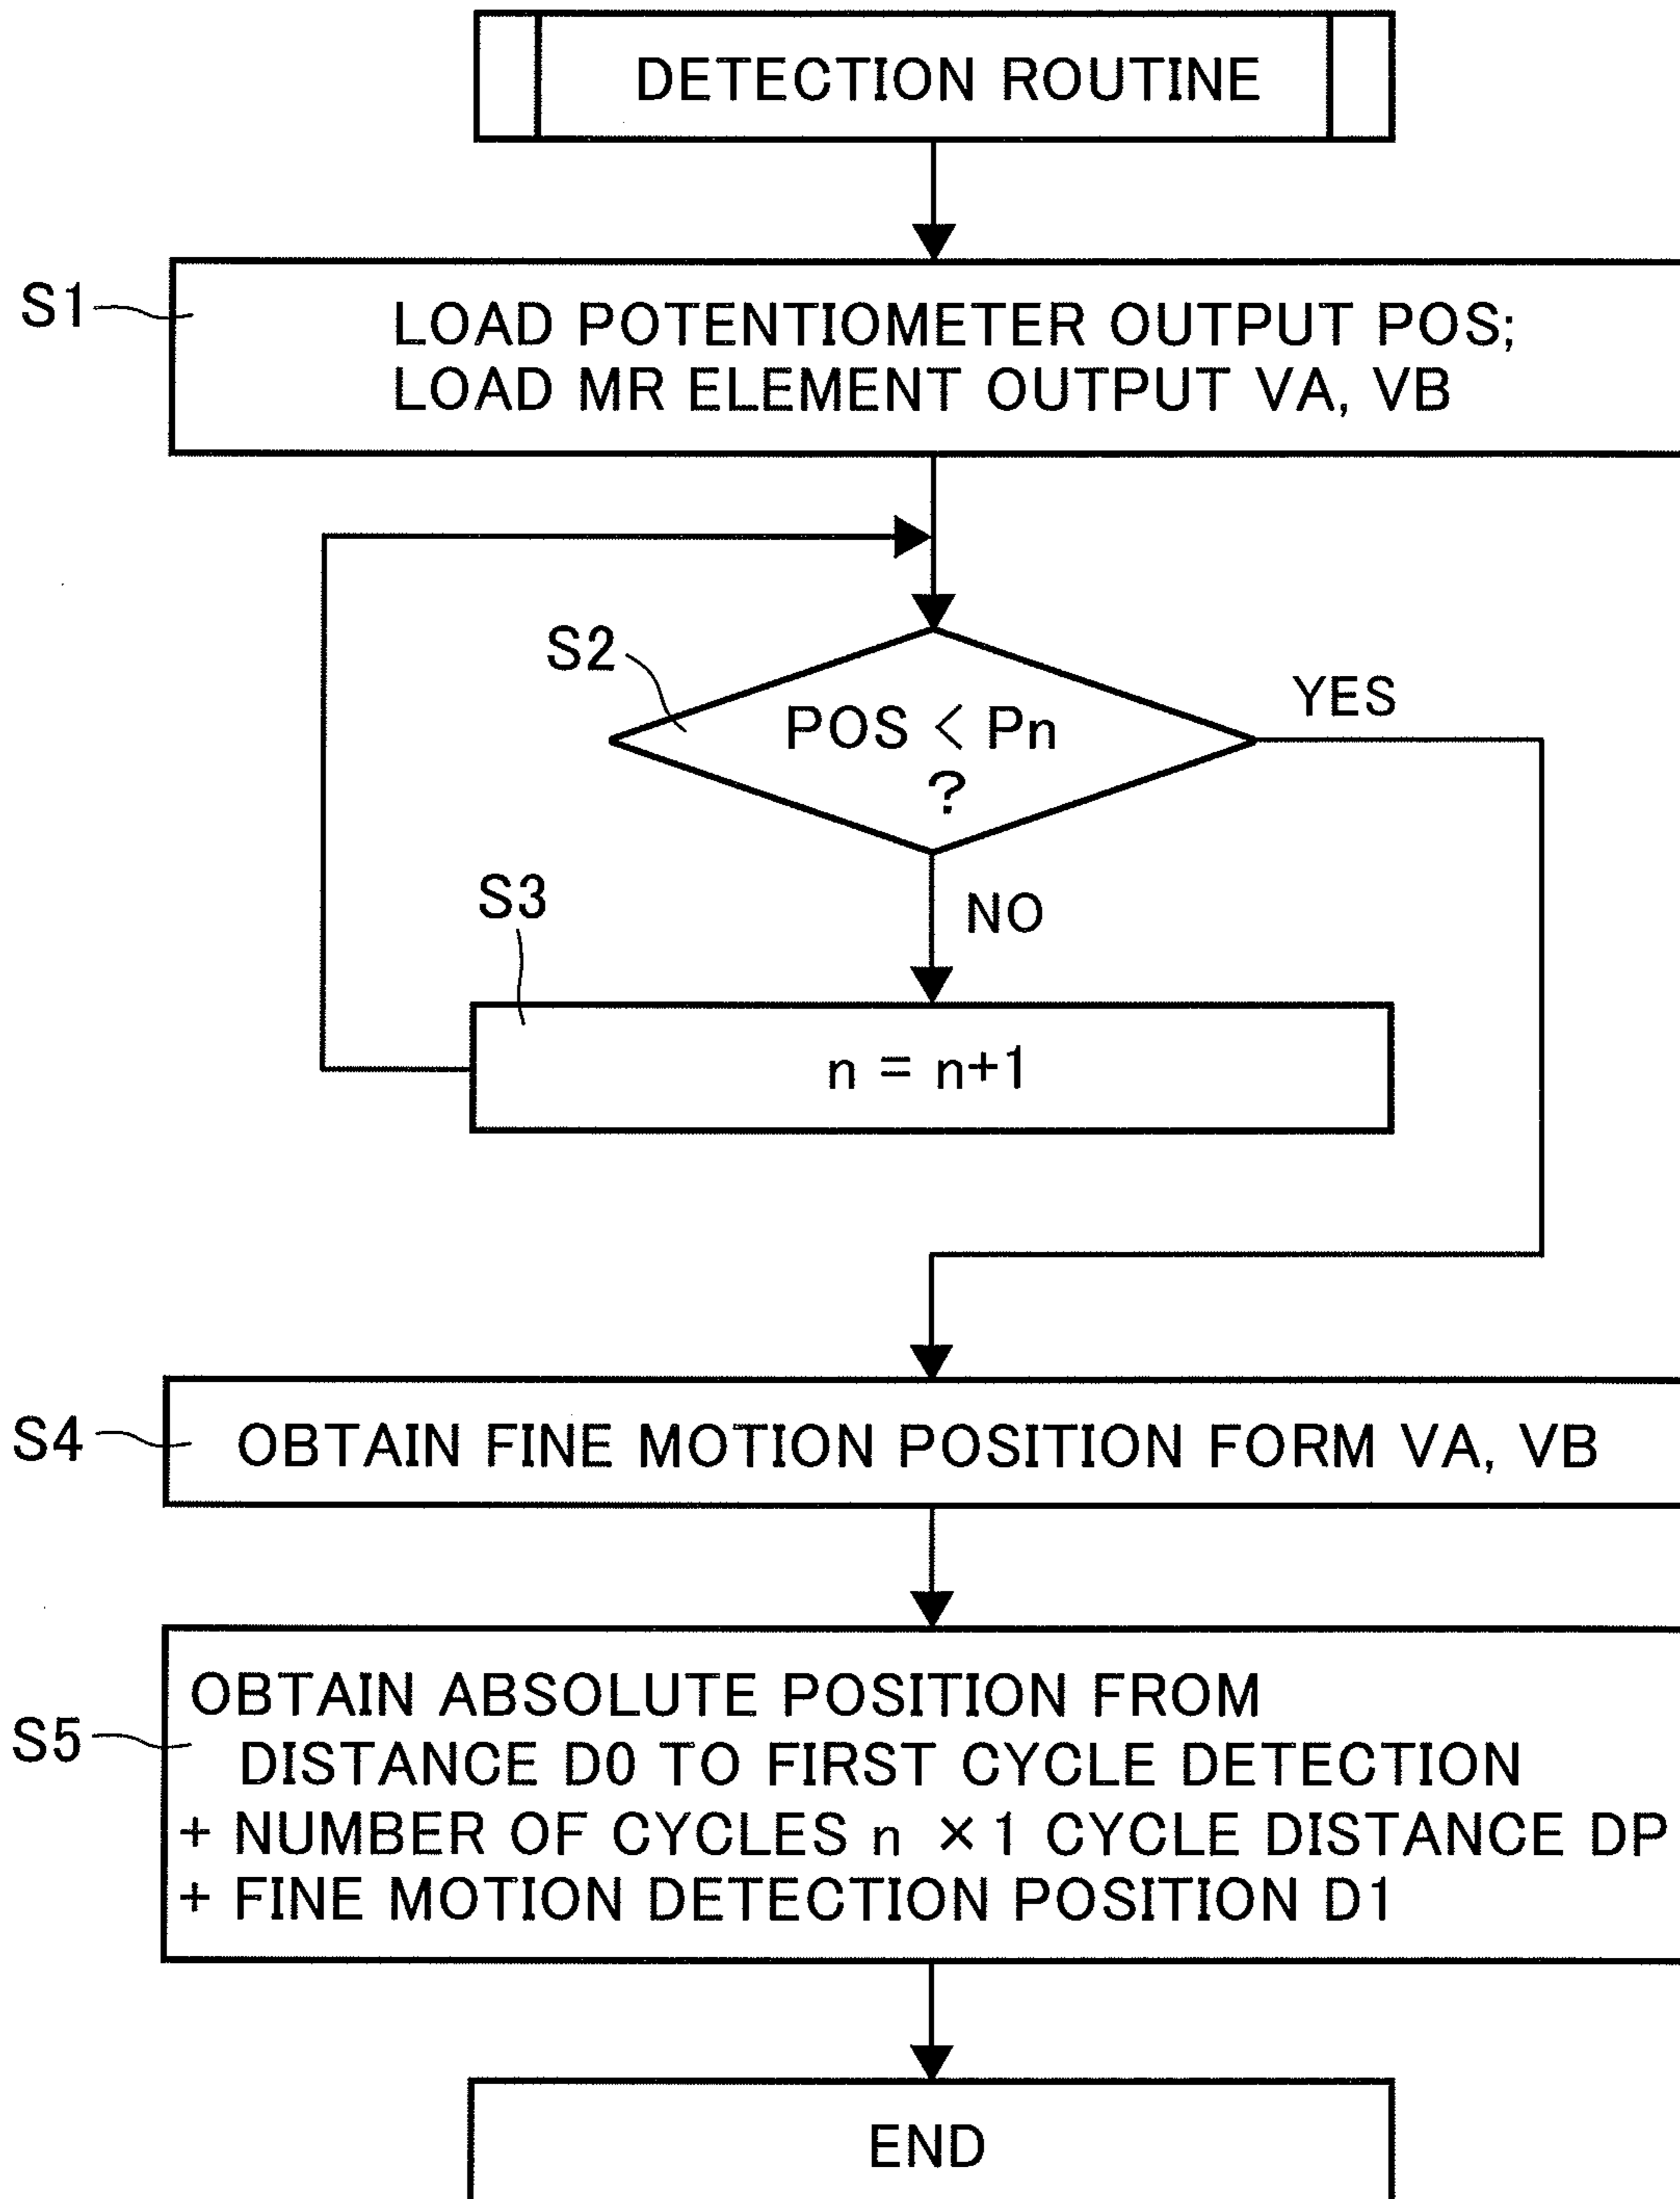 DETECTION ROUTINE
S1
LOAD POTENTIOMETER OUTPUT POS;
LOAD MR ELEMENT OUTPUT VA, VB
S2
POS < Pn
?
YES
NO
S3
n = n+1
S4
OBTAIN FINE MOTION POSITION FORM VA, VB
S5
OBTAIN ABSOLUTE POSITION FROM
DISTANCE D0 TO FIRST CYCLE DETECTION
+ NUMBER OF CYCLES n × 1 CYCLE DISTANCE DP
+ FINE MOTION DETECTION POSITION D1
END